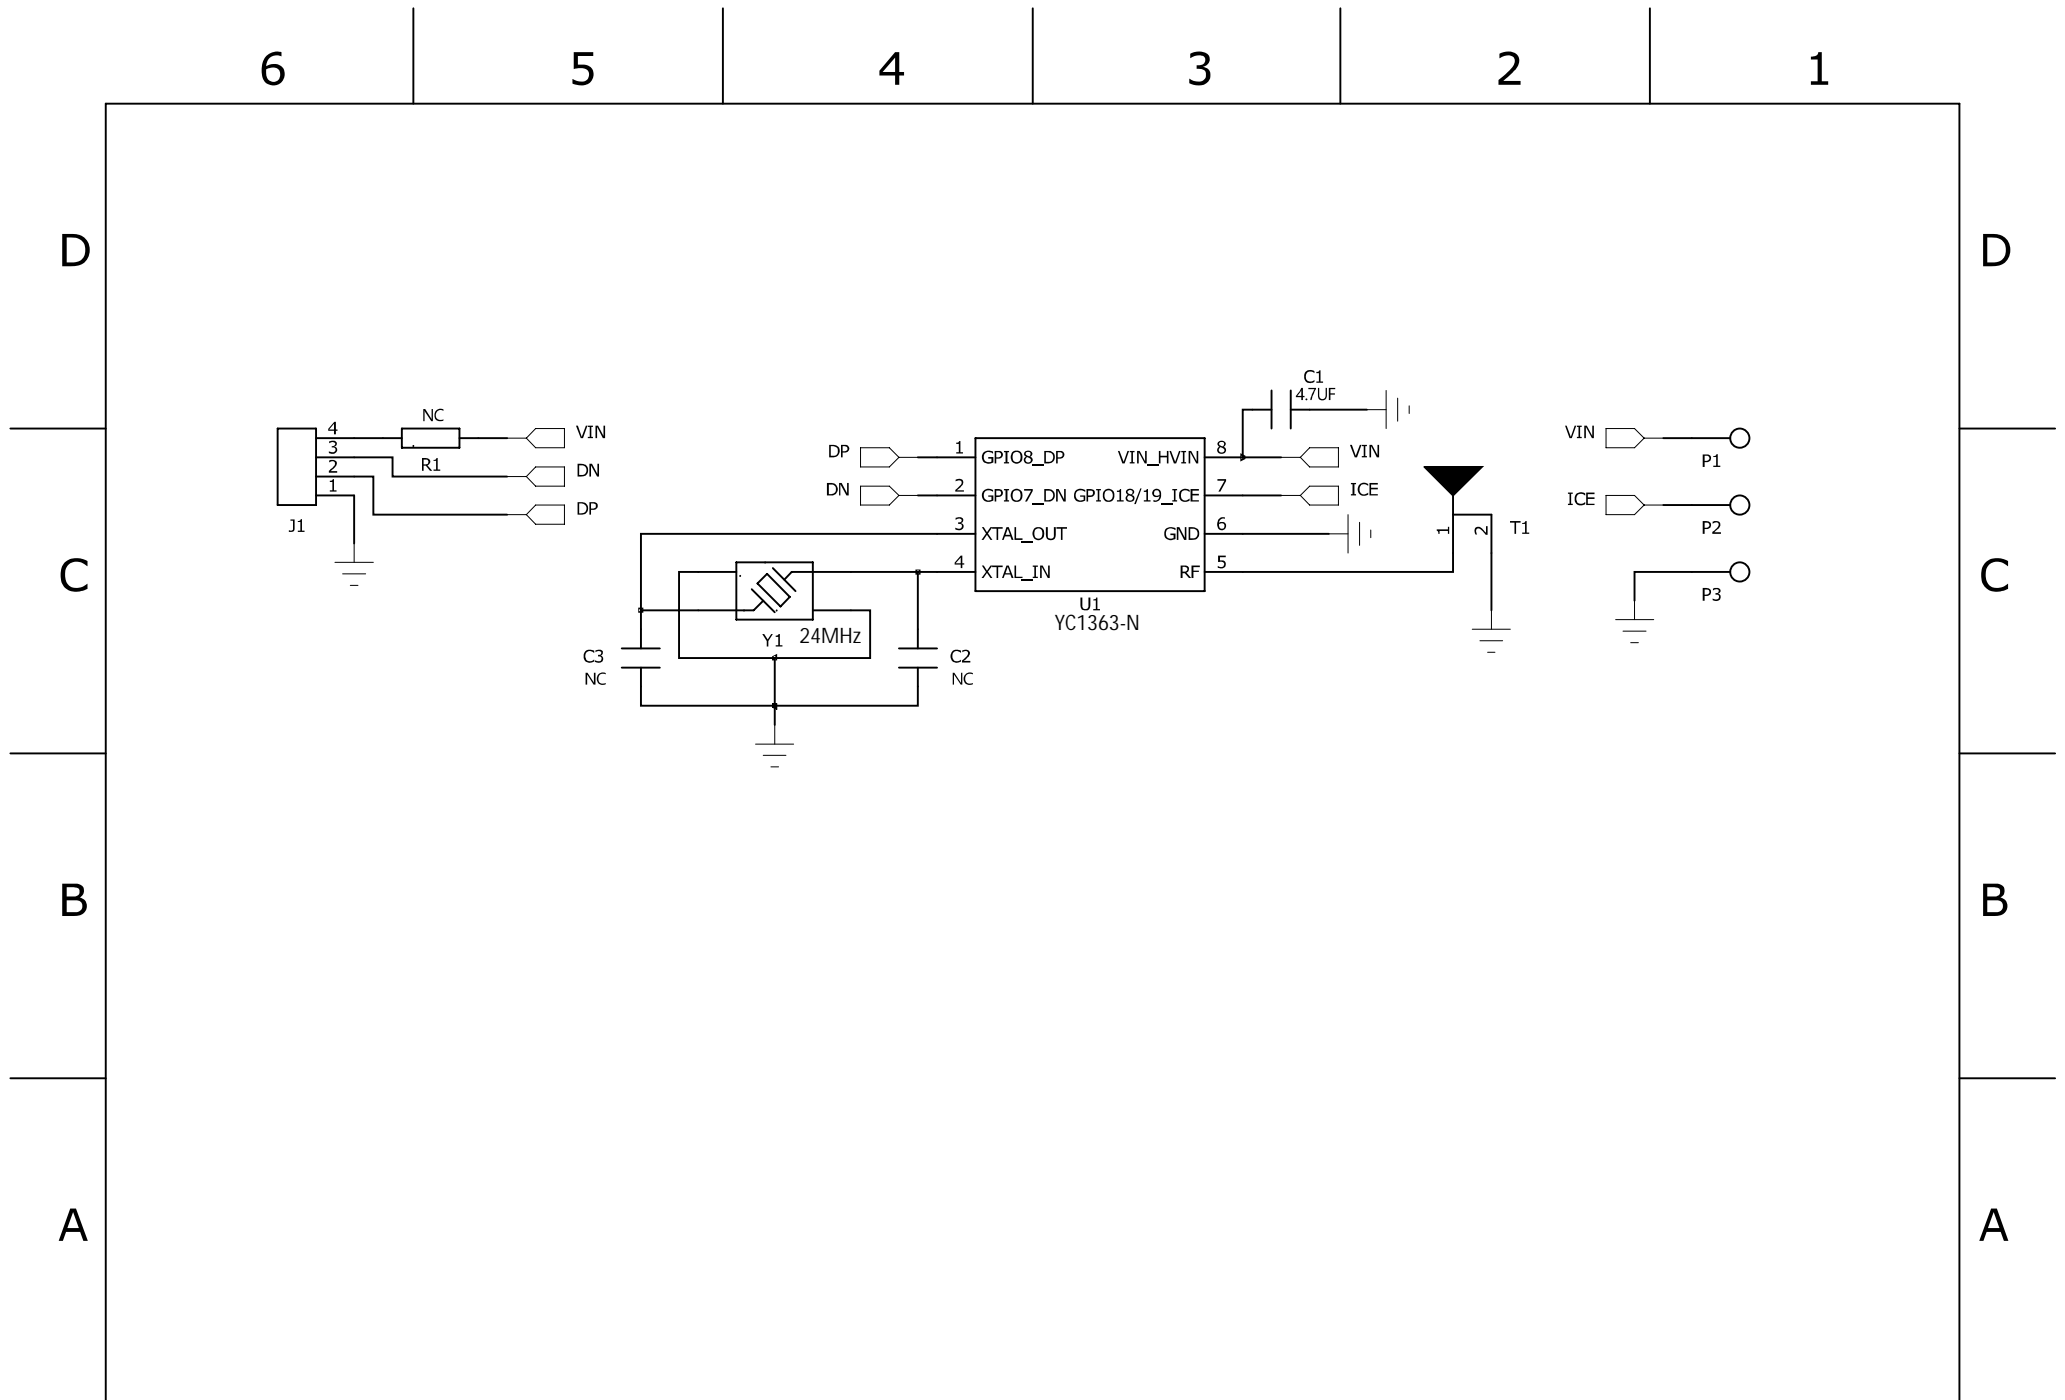 6 5 4 3 2 1
D D
C1
4.7UF
NC
4 VIN
3
R1
2 DN
1
DP
J1
DP 1 GPIO8_DP VIN_HVIN 8 VIN
DN 2 GPIO7_DN GPIO18/19_ICE 7 ICE
3 XTAL_OUT GND 6
4 XTAL_IN RF 5
U1
YC1363-N
1 2 T1
VIN
P1
ICE
P2
P3
C C
Y1 24MHz
C3
NC
C2
NC
B B
A A